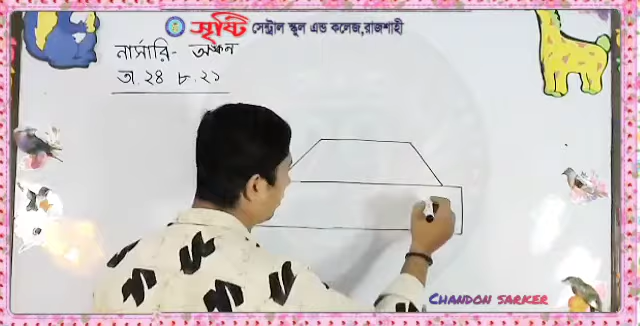 সৃষ্টি সেন্ট্রাল স্কুল এন্ড কলেজ,রাজশাহী
নার্সারি- অঙ্কন
তা. ২৪ ৮. ২১
CHANDON SARKER